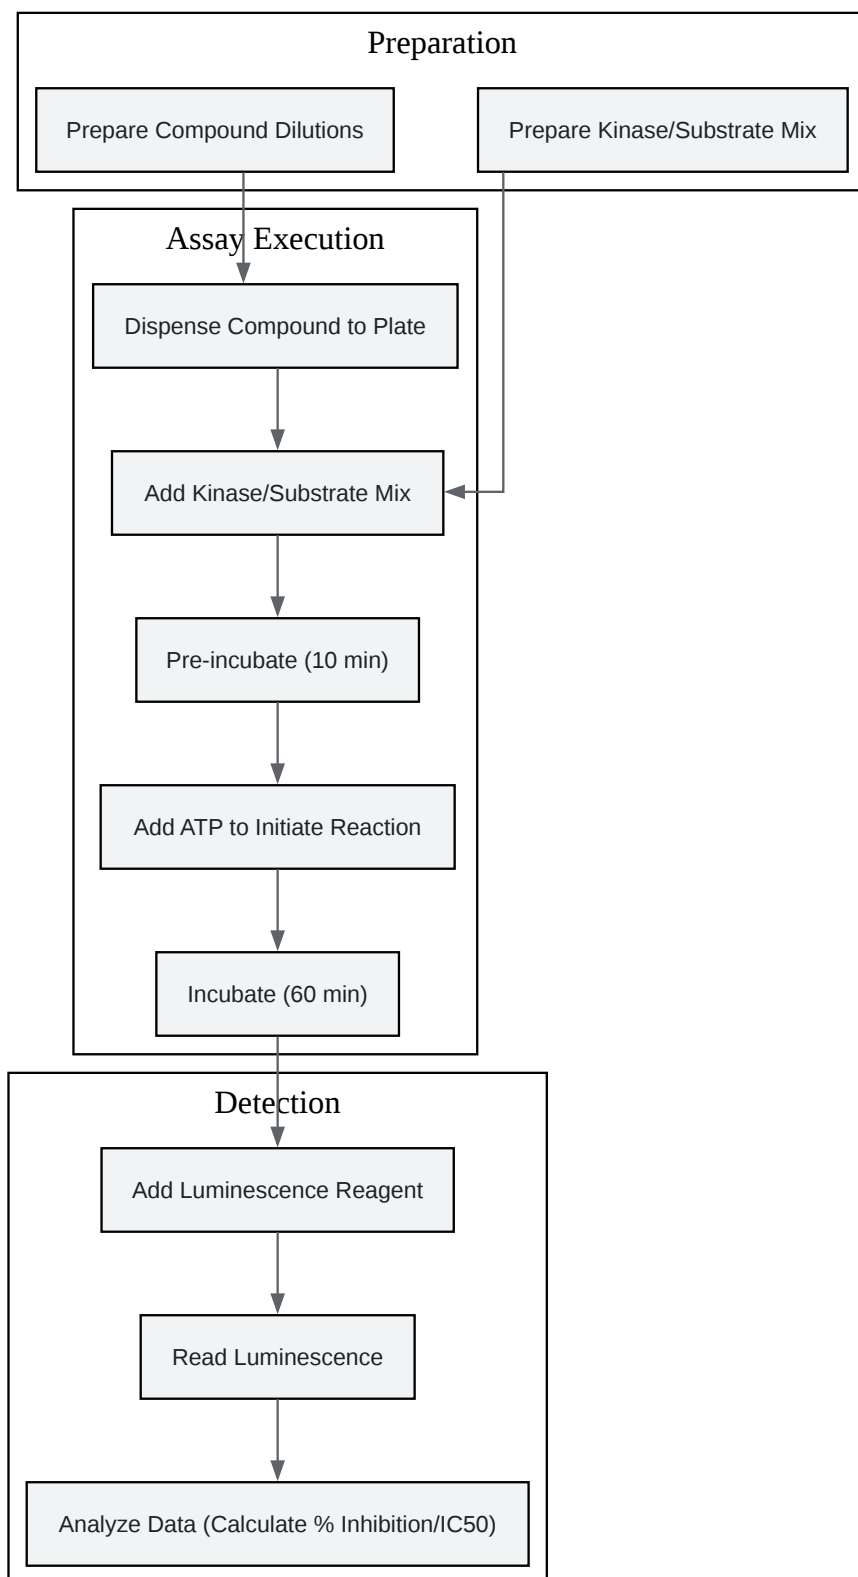 Preparation
Prepare Compound Dilutions
Prepare Kinase/Substrate Mix
Assay Execution
Dispense Compound to Plate
Add Kinase/Substrate Mix
Pre-incubate (10 min)
Add ATP to Initiate Reaction
Incubate (60 min)
Detection
Add Luminescence Reagent
Read Luminescence
Analyze Data (Calculate % Inhibition/IC50)